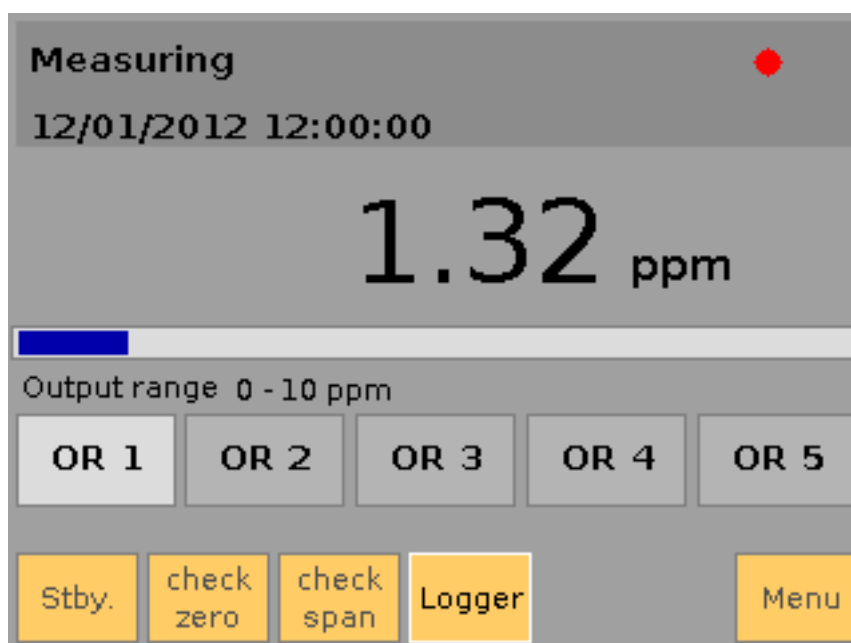 Measuring
12/01/2012 12:00:00
1.32 ppm
Output range 0 - 10 ppm
OR 1 OR 2 OR 3 OR 4 OR 5
Stby. check zero check span Logger Menu